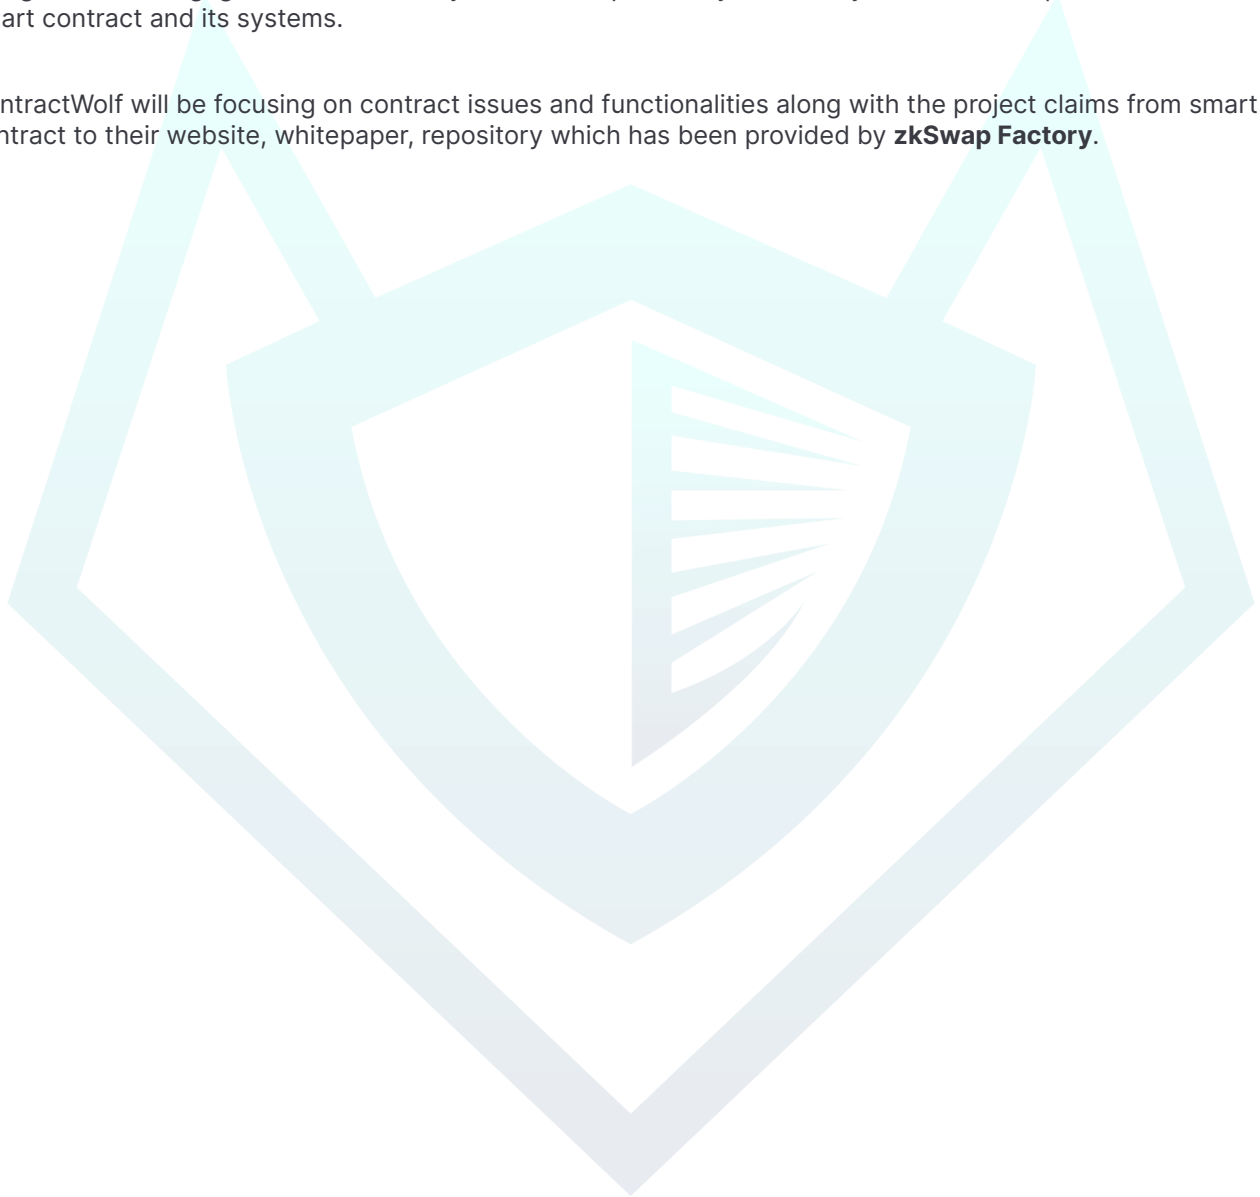 art contract and its systems.
ntractWolf will be focusing on contract issues and functionalities along with the project claims from smart
ntract to their website, whitepaper, repository which has been provided by zkSwap Factory.